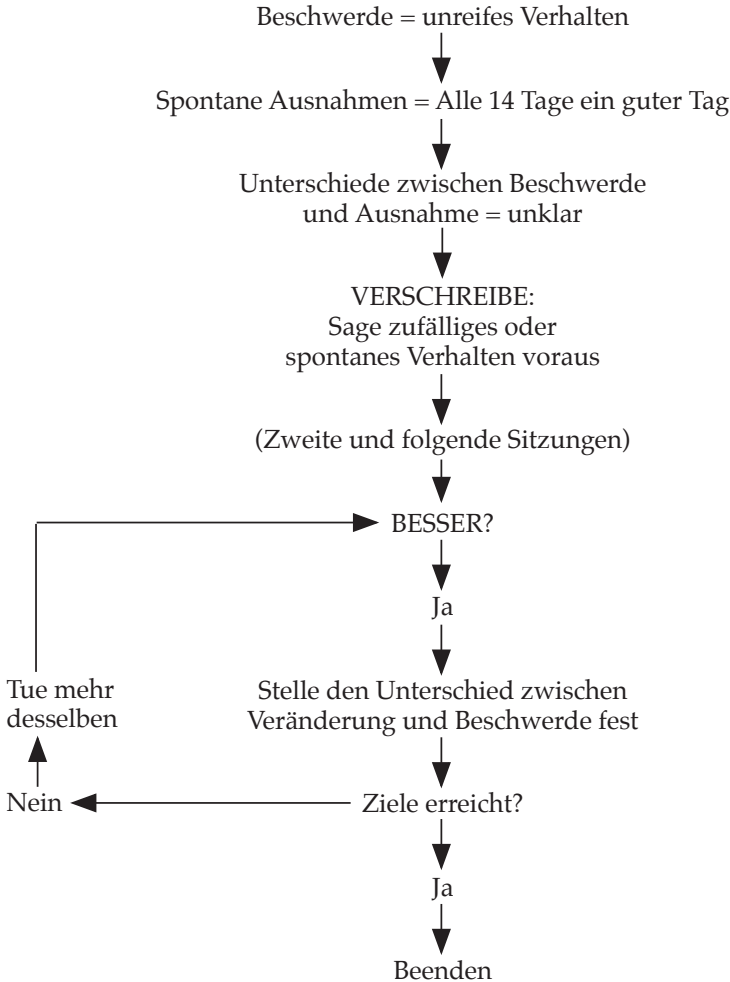 Beschwerde = unreifes Verhalten
Spontane Ausnahmen = Alle 14 Tage ein guter Tag
Unterschiede zwischen Beschwerde
und Ausnahme = unklar
VERSCHREIBE:
Sage zufälliges oder
spontanes Verhalten voraus
(Zweite und folgende Sitzungen)
BESSER?
Ja
Stelle den Unterschied zwischen
Veränderung und Beschwerde fest
Tue mehr
desselben
Ziele erreicht?
Nein
Ja
Beenden